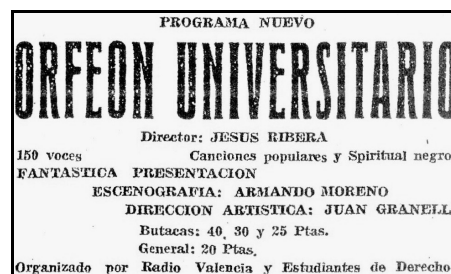 PROGRAMA NUEVO
ORFEON UNIVERSITARIO
Director: JESUS RIBERA
150 voces Canciones populares y Spiritual negro
FANTASTICA PRESENTACION
ESCENOGRAFIA: ARMANDO MORENO
DIRECCION ARTISTICA: JUAN GRANELL
Butacas: 40, 30 y 25 Ptas.
General: 20 Ptas.
Organizado por Radio Valencia y Estudiantes de Derecho